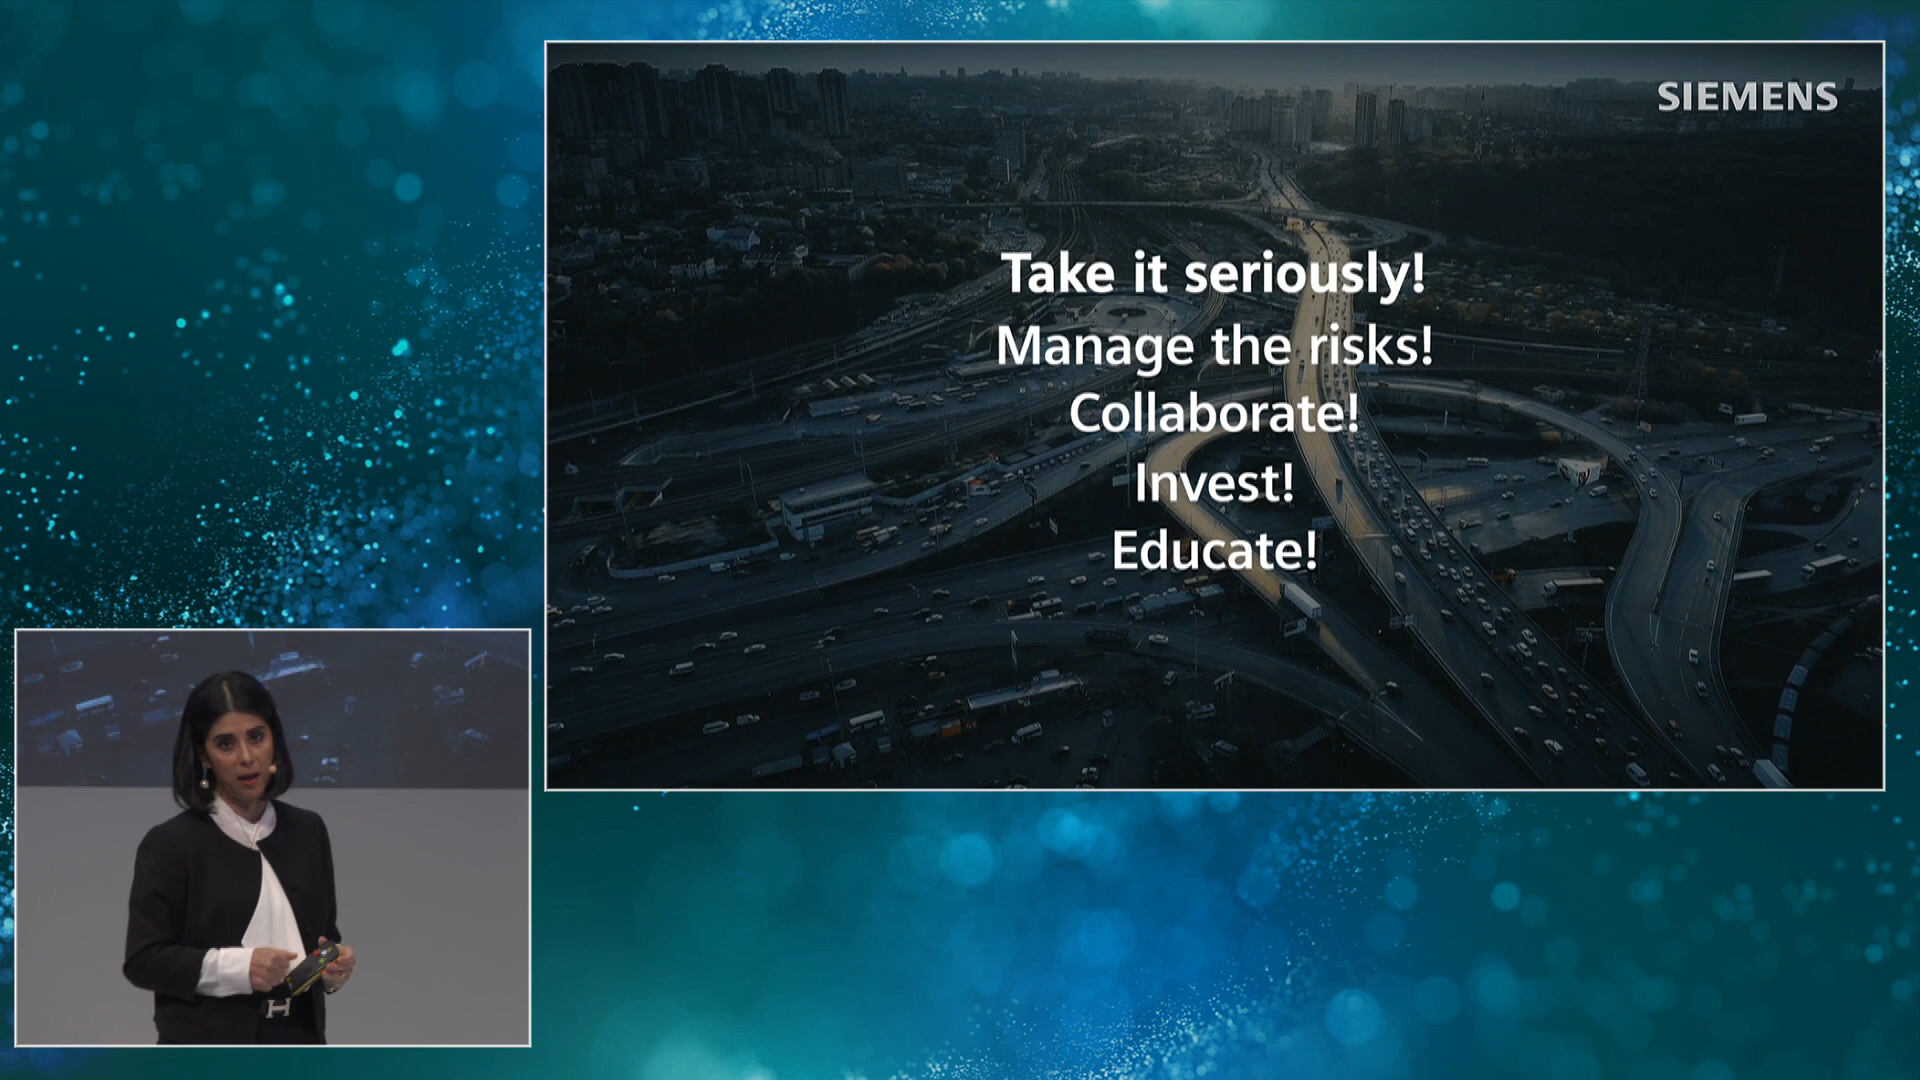 SIEMENS
Take it seriously!
Manage the risks!
Collaborate!
Invest!
Educate!
H